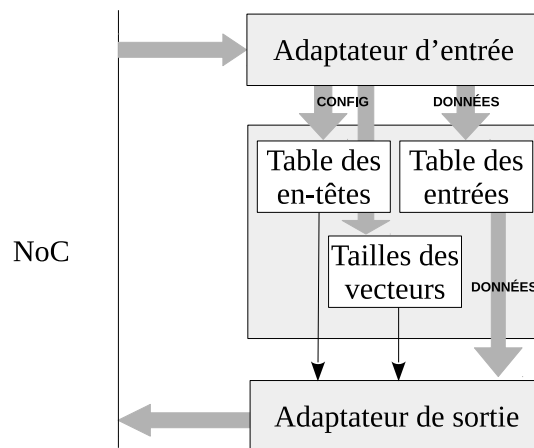 Adaptateur d'entrée
CONFIG
DONNÉES
Table des
en-têtes
Table des
entrées
NoC
Tailles des
vecteurs
DONNÉES
Adaptateur de sortie